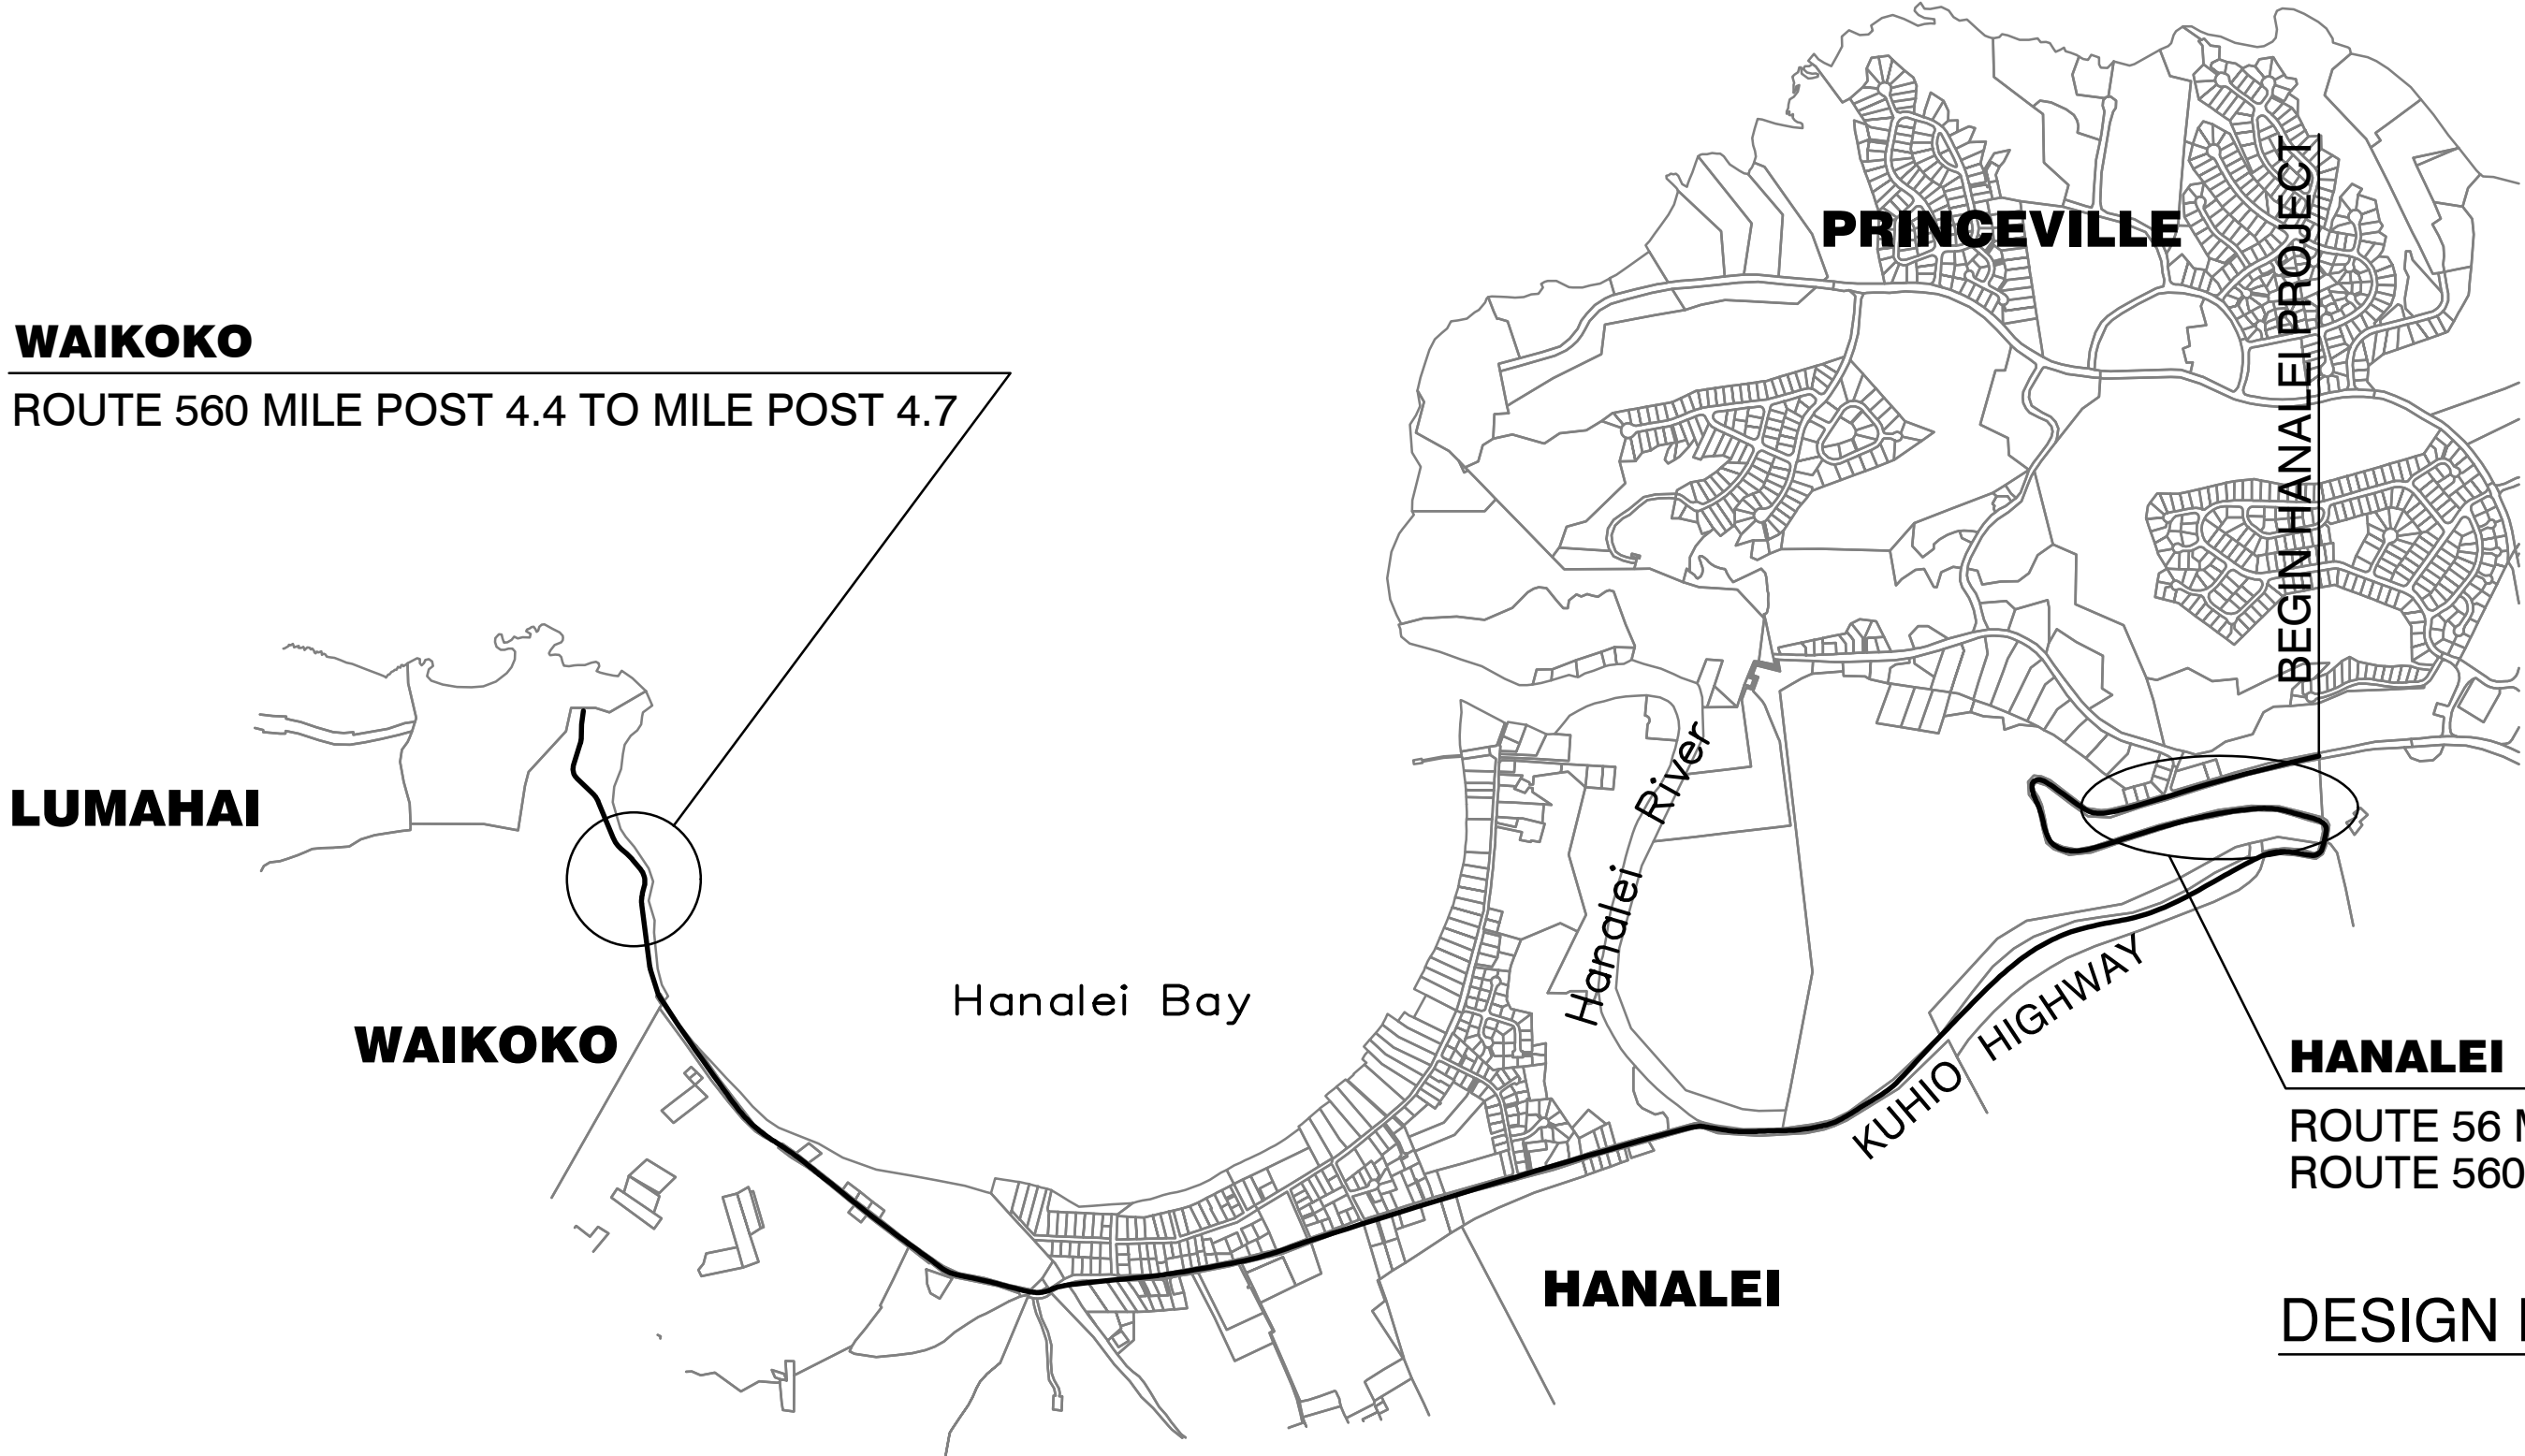 PRINCEVILLE
BEGIN HANALEI PROJECT
WAIKOKO
ROUTE 560 MILE POST 4.4 TO MILE POST 4.7
LUMAHAI
Hanalei River
Hanalei Bay
WAIKOKO
KUHIO HIGHWAY
HANALEI
ROUTE 56
ROUTE 560
HANALEI
DESIGN